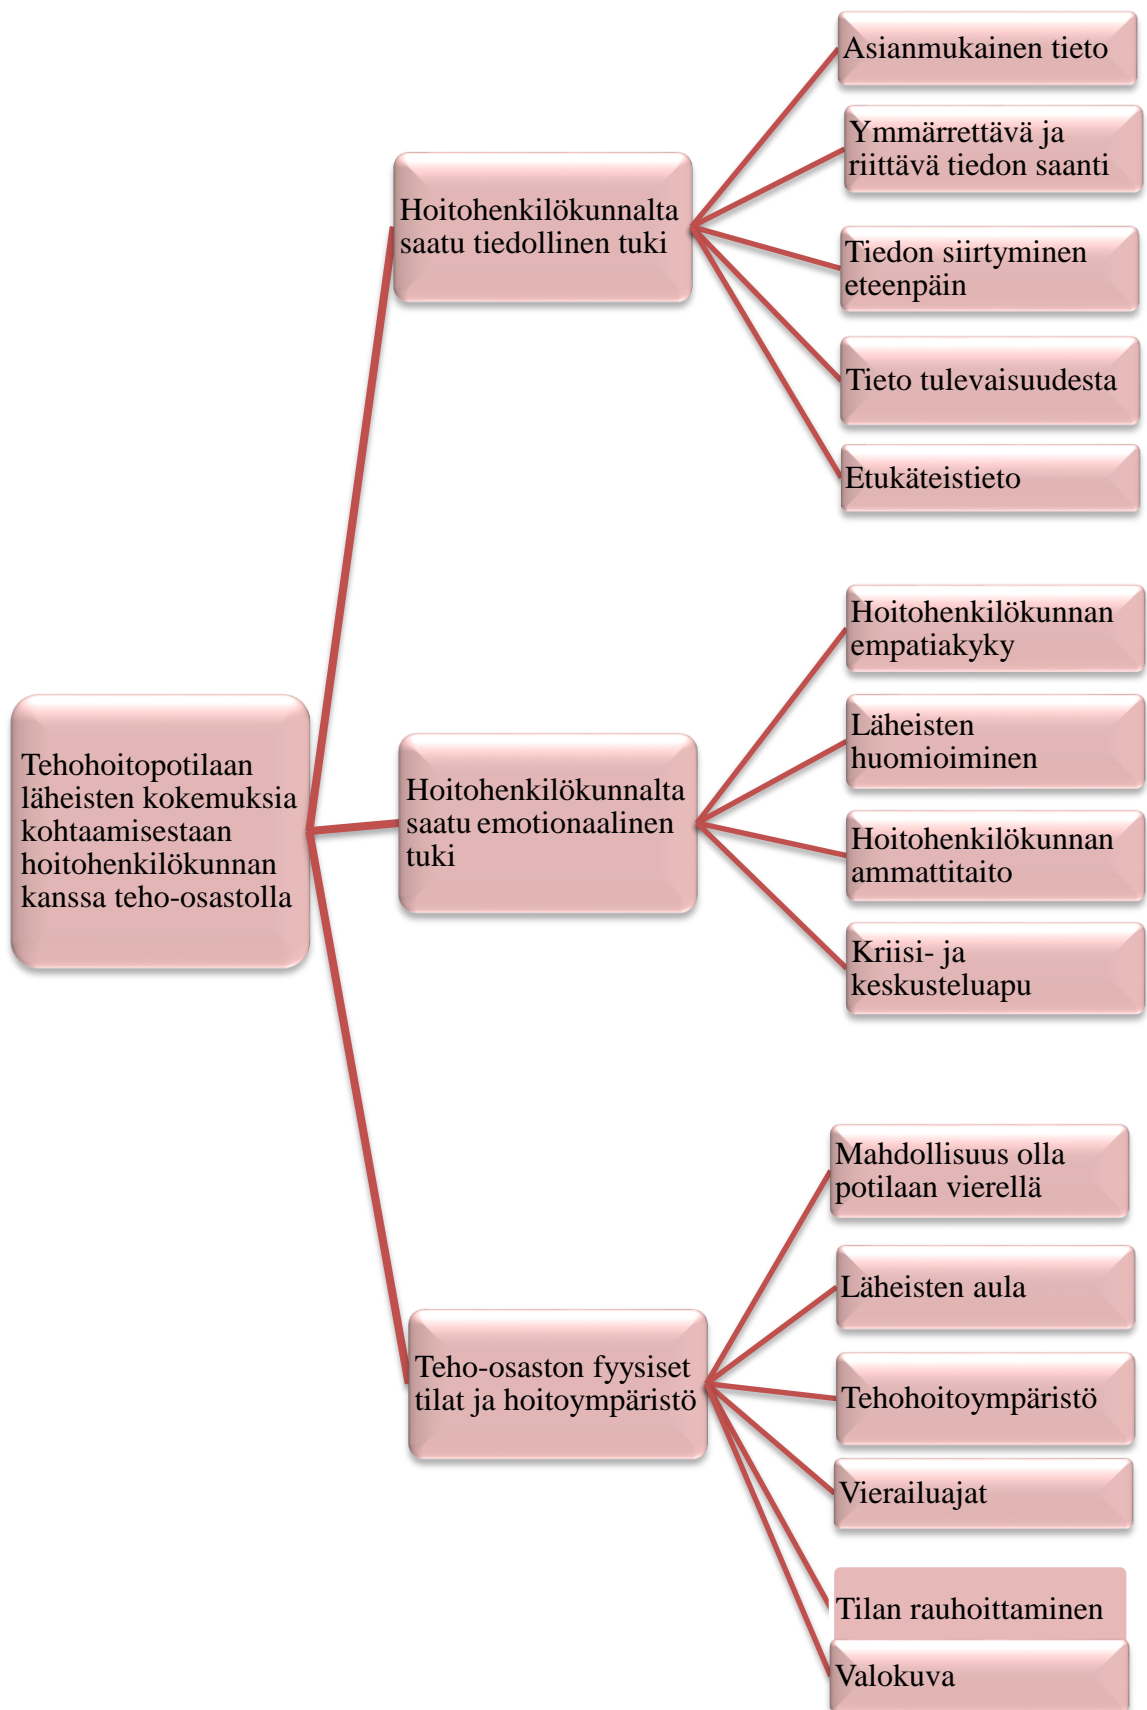 Tehohoitopotilaan
läheisten kokemuksia
kohtaamisestaan
hoitohenkilökunnan
kanssa teho-osastolla
Hoitohenkilökunnalta
saatu tiedollinen tuki
Asianmukainen tieto
Ymmärrettävä ja
riittävä tiedon saanti
Tiedon siirtyminen
eteenpäin
Tieto tulevaisuudesta
Etukäteistieto
Hoitohenkilökunnalta
saatu emotionaalinen
tuki
Hoitohenkilökunnan
empatiakyky
Läheisten
huomioiminen
Hoitohenkilökunnan
ammattitaito
Kriisi- ja
keskusteluapu
Teho-osaston fyysiset
tilat ja hoitoympäristö
Mahdollisuus olla
potilaan vierellä
Läheisten aula
Tehohoitoympäristö
Vierailuajat
Tilan rauhoittaminen
Valokuva